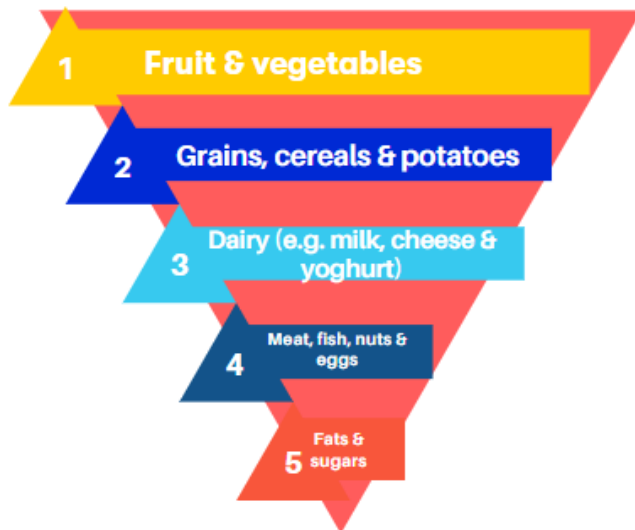 1 Fruit & vegetables
2 Grains, cereals & potatoes
3 Dairy (e.g. milk, cheese &
yoghurt)
4 Meat, fish, nuts &
eggs
5 Fats &
sugars